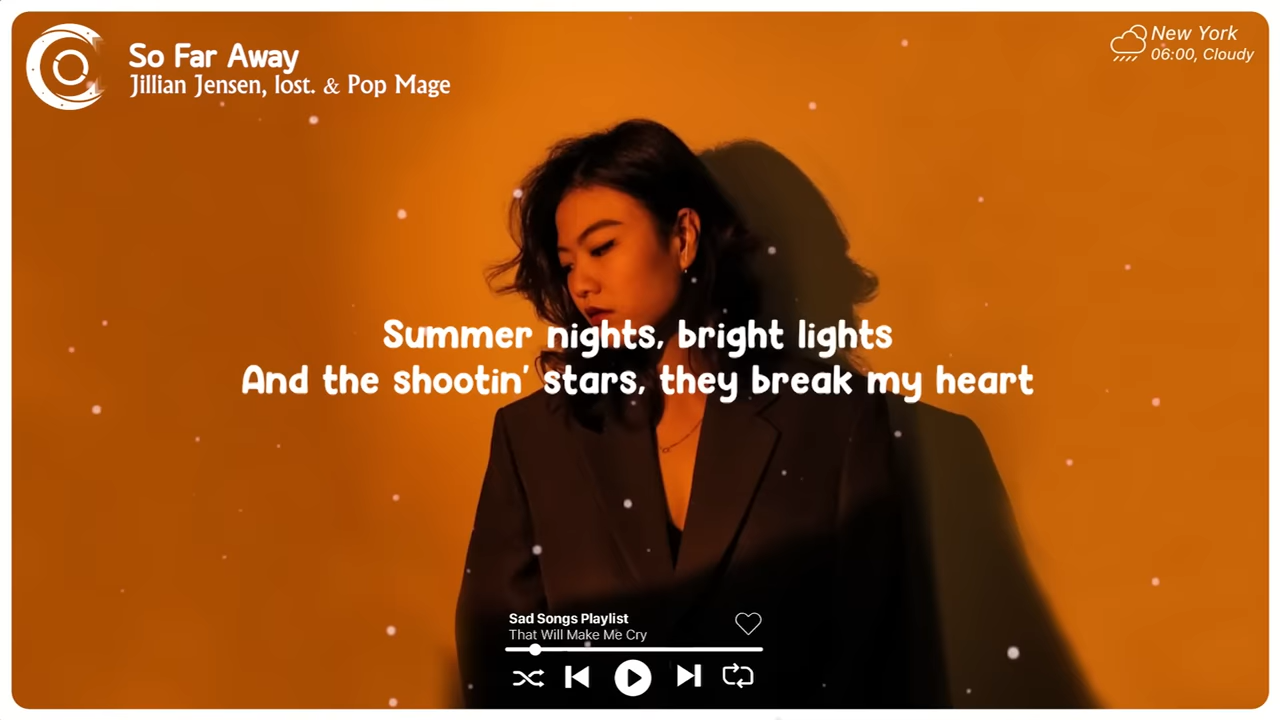 So Far Away
Jillian Jensen, lost. & Pop Mage
New York
06:00, Cloudy
Summer nights, bright lights
And the shootin' stars, they break my heart
Sad Songs Playlist
That Will Make Me Cry